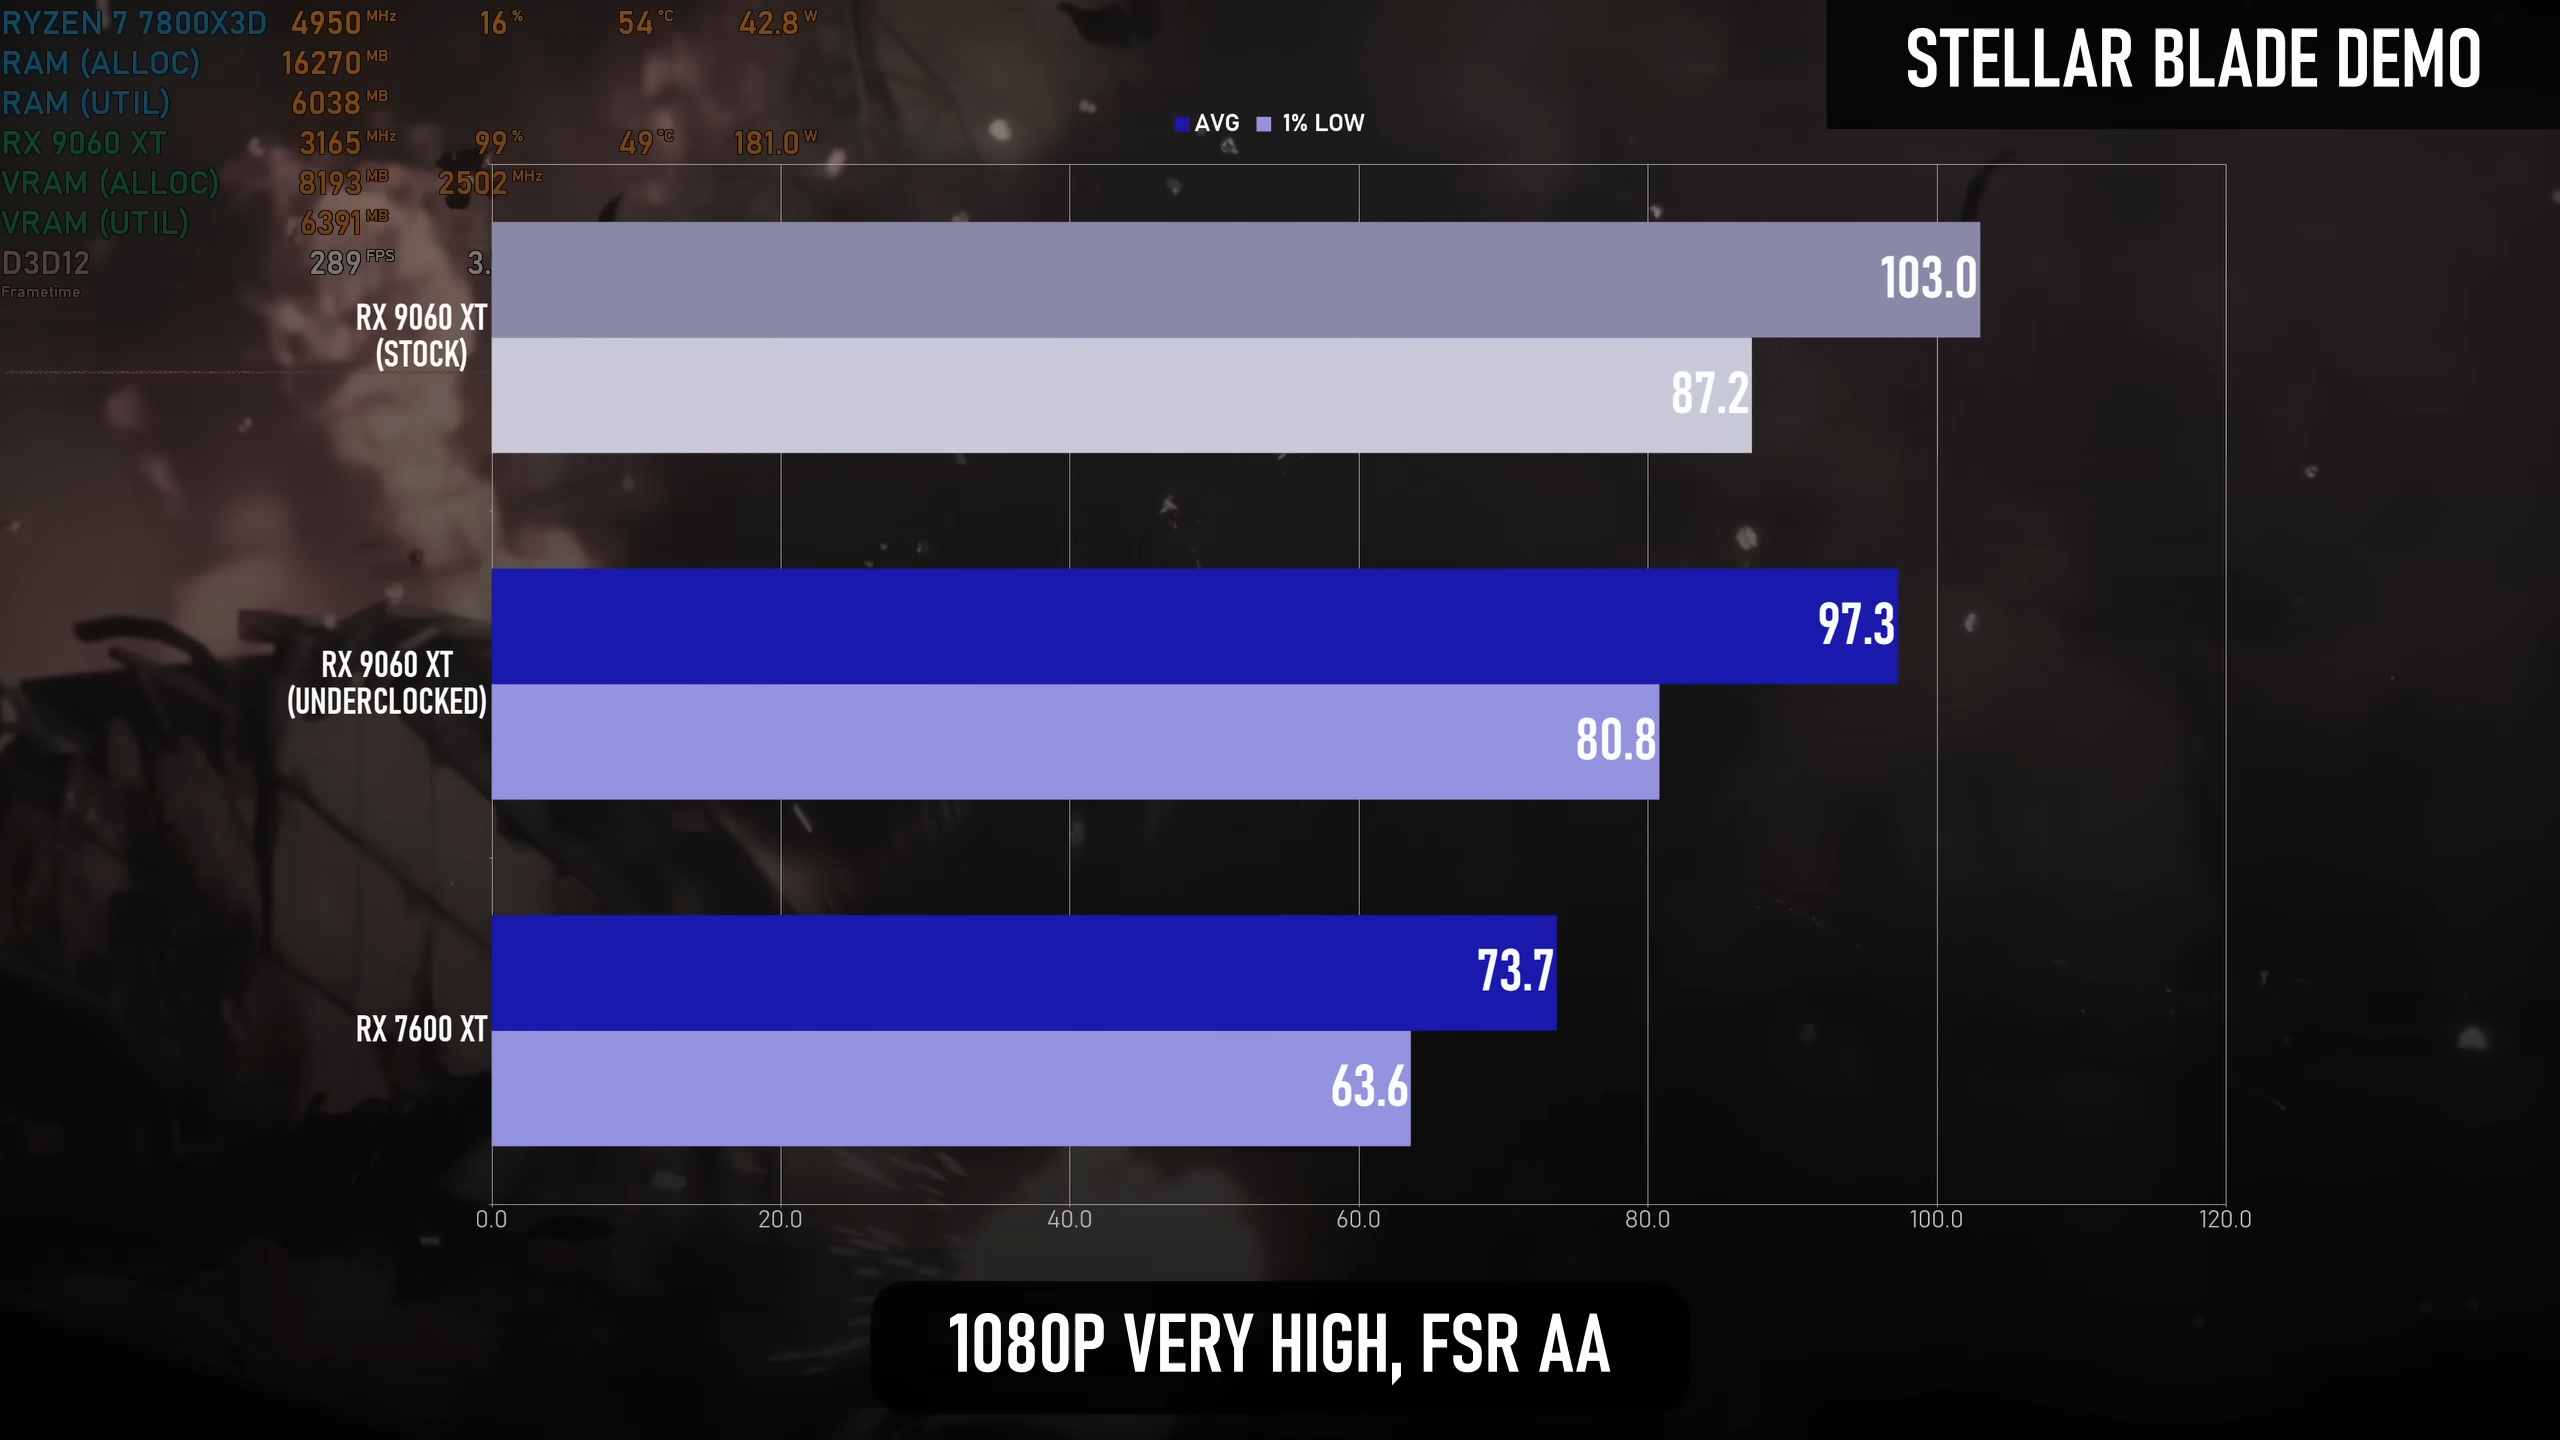 RYZEN 7 7800X3D 4950 MHz 16 % 54 °C 42.8 W
RAM (ALLOC) 16270 MB
RAM (UTIL) 6038 MB
RX 9060 XT 3165 MHz 99 % 49 °C 181.0 W
VRAM (ALLOC) 8193 MB 2502 MHz
VRAM (UTIL) 6391 MB
D3D12 289 FPS 3.
Frametime
STELLAR BLADE DEMO
AVG 1% LOW
RX 9060 XT
(STOCK)
103.0
87.2
RX 9060 XT
(UNDERCLOCKED)
97.3
80.8
RX 7600 XT
73.7
63.6
0.0 20.0 40.0 60.0 80.0 100.0 120.0
1080P VERY HIGH, FSR AA